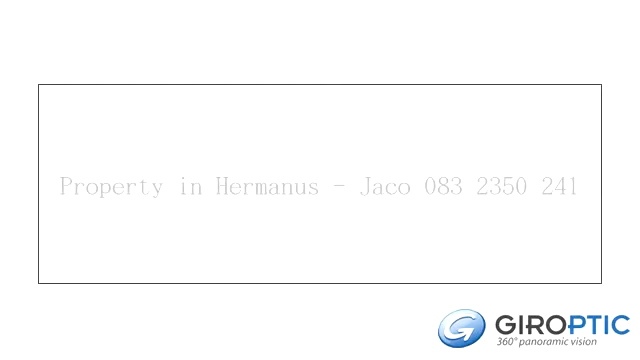 Property in Hermanus - Jaco 083 2350 241
GIROPTIC
360° panoramic vision